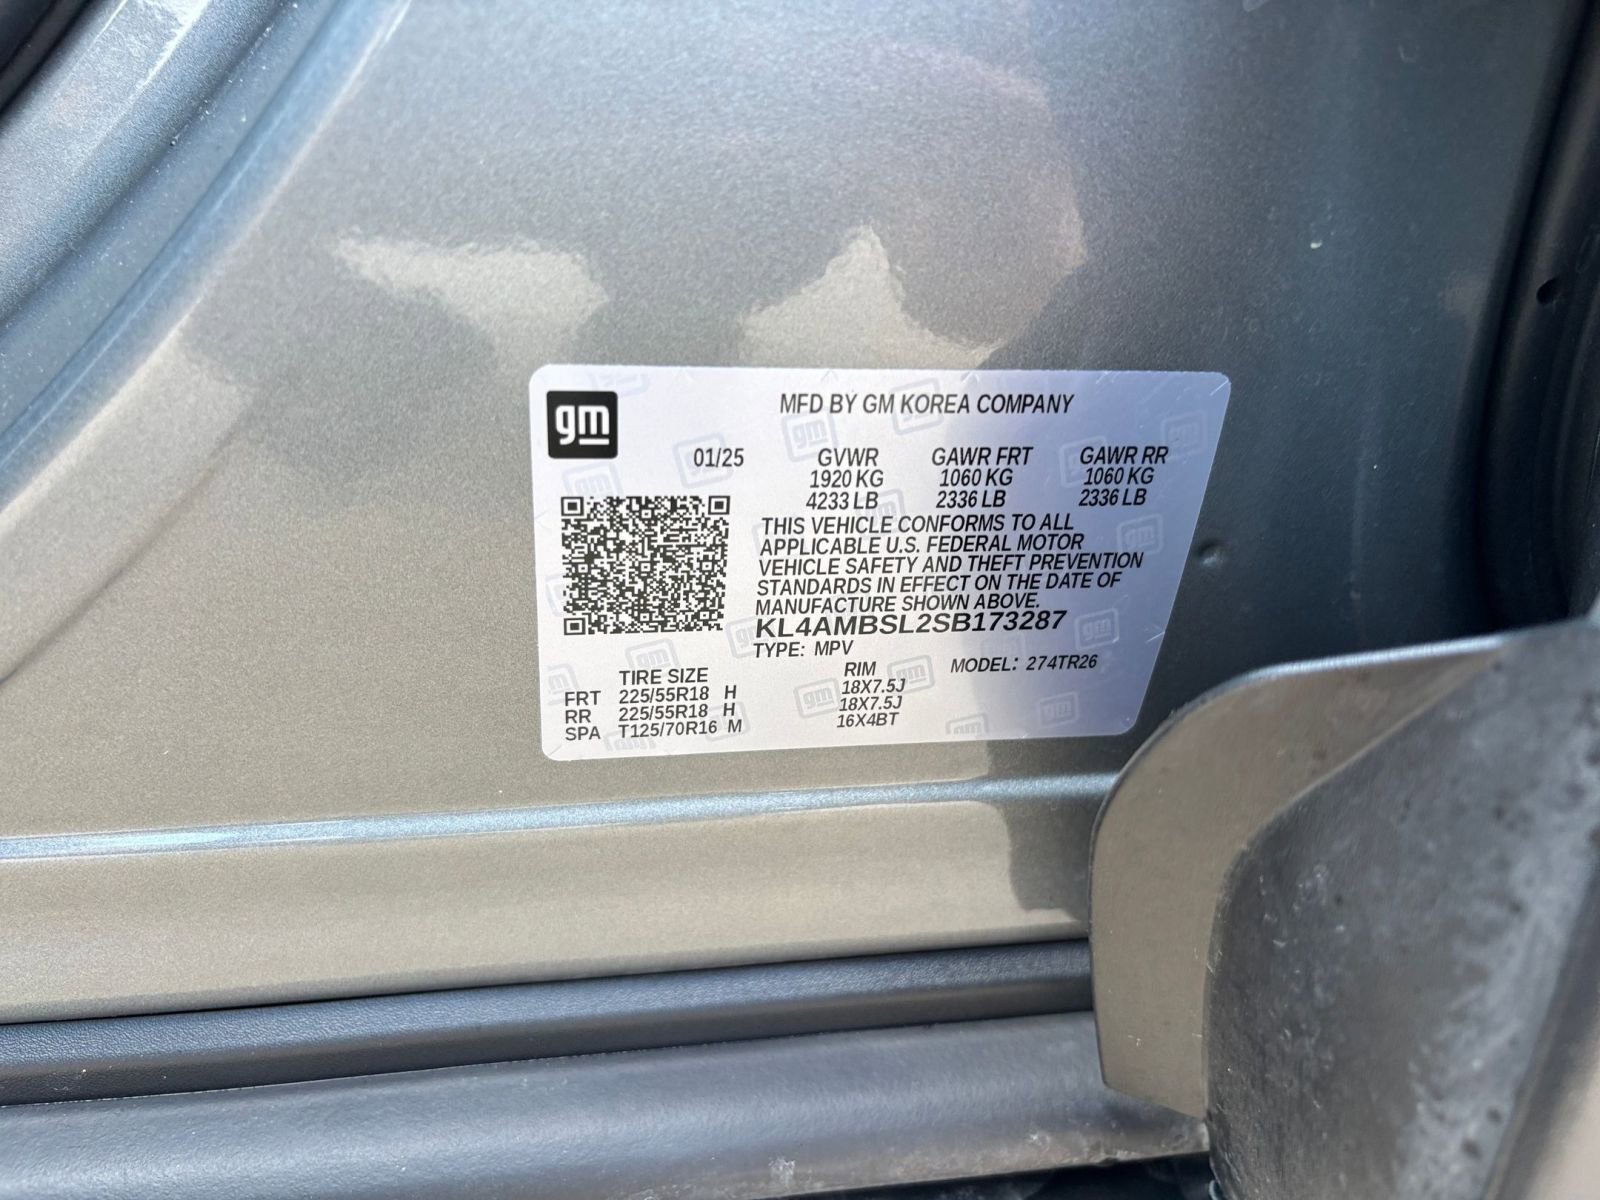 gm
MFD BY GM KOREA COMPANY
01/25 GVWR GAWR FRT GAWR RR
1920 KG 1060 KG 1060 KG
4233 LB 2336 LB 2336 LB
THIS VEHICLE CONFORMS TO ALL
APPLICABLE U.S. FEDERAL MOTOR
VEHICLE SAFETY AND THEFT PREVENTION
STANDARDS IN EFFECT ON THE DATE OF
MANUFACTURE SHOWN ABOVE.
KL4AMBSL2SB173287
TYPE: MPV
TIRE SIZE RIM MODEL: 274TR26
FRT 225/55R18 H 18X7.5J
RR 225/55R18 H 18X7.5J
SPA T125/70R16 M 16X4BT